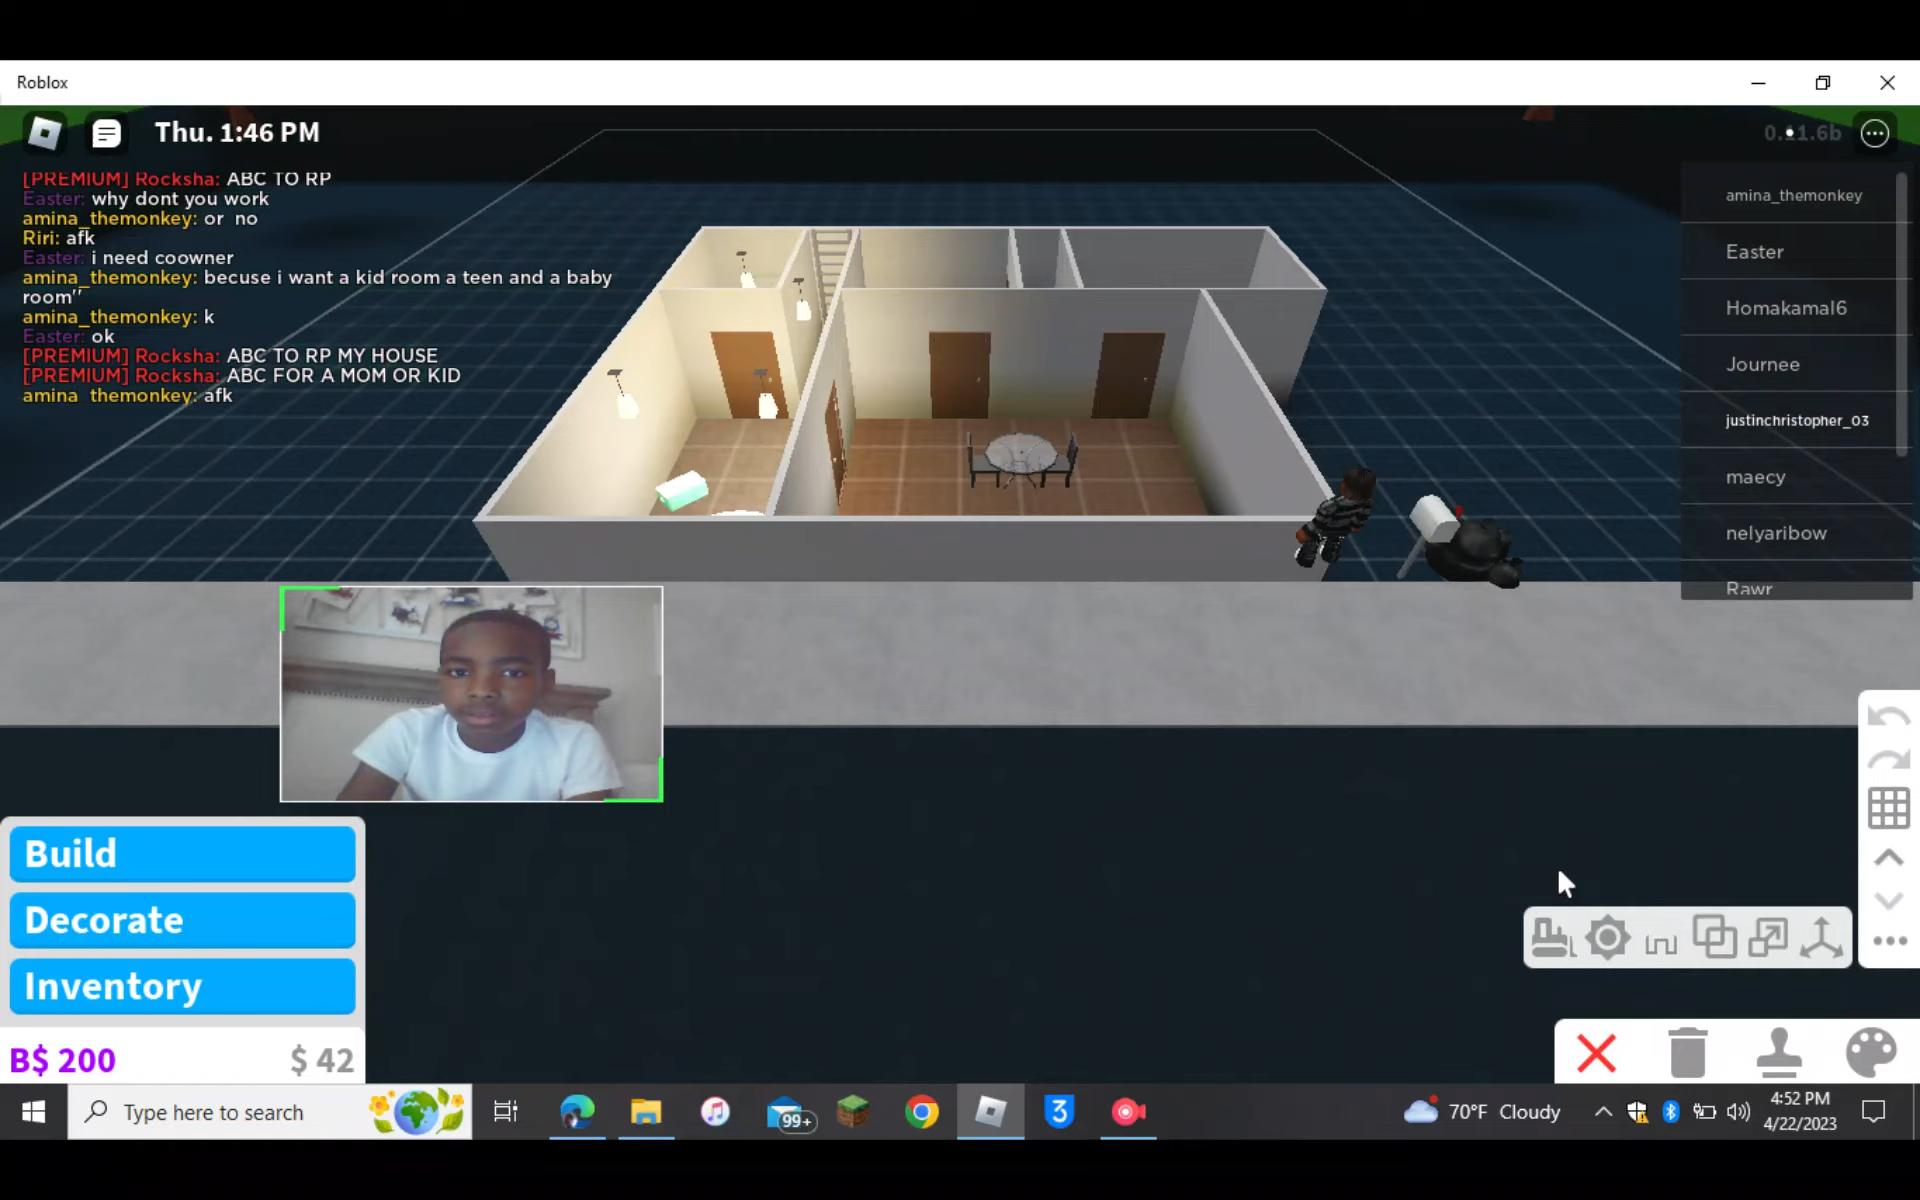 Roblox
Thu. 1:46 PM
[PREMIUM] Rocksha: ABC TO RP
Easter: why dont you work
amina_themonkey: or no
Riri: afk
Easter: i need coowner
amina_themonkey: becuse i want a kid room a teen and a baby
room''
amina_themonkey: k
Easter: ok
[PREMIUM] Rocksha: ABC TO RP MY HOUSE
[PREMIUM] Rocksha: ABC FOR A MOM OR KID
amina_themonkey: afk
amina_themonkey
Easter
Homakamal6
Journee
justinchristopher_03
maecy
nelyaribow
Rawr
Build
Decorate
Inventory
B$ 200
$ 42
Type here to search
99+
3
70°F Cloudy
4:52 PM
4/22/2023